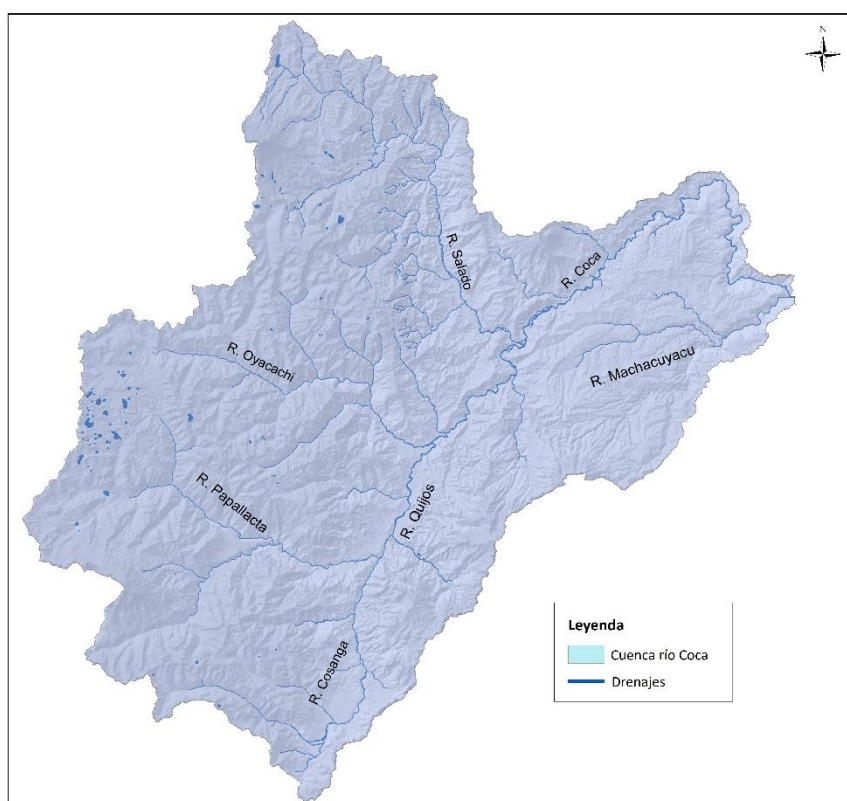 N
R. Salado
R. Coca
R. Oyacachi
R. Machacuyacu
R. Papallacta
R. Quijos
R. Cosanga
Leyenda
Cuenca río Coca
Drenajes